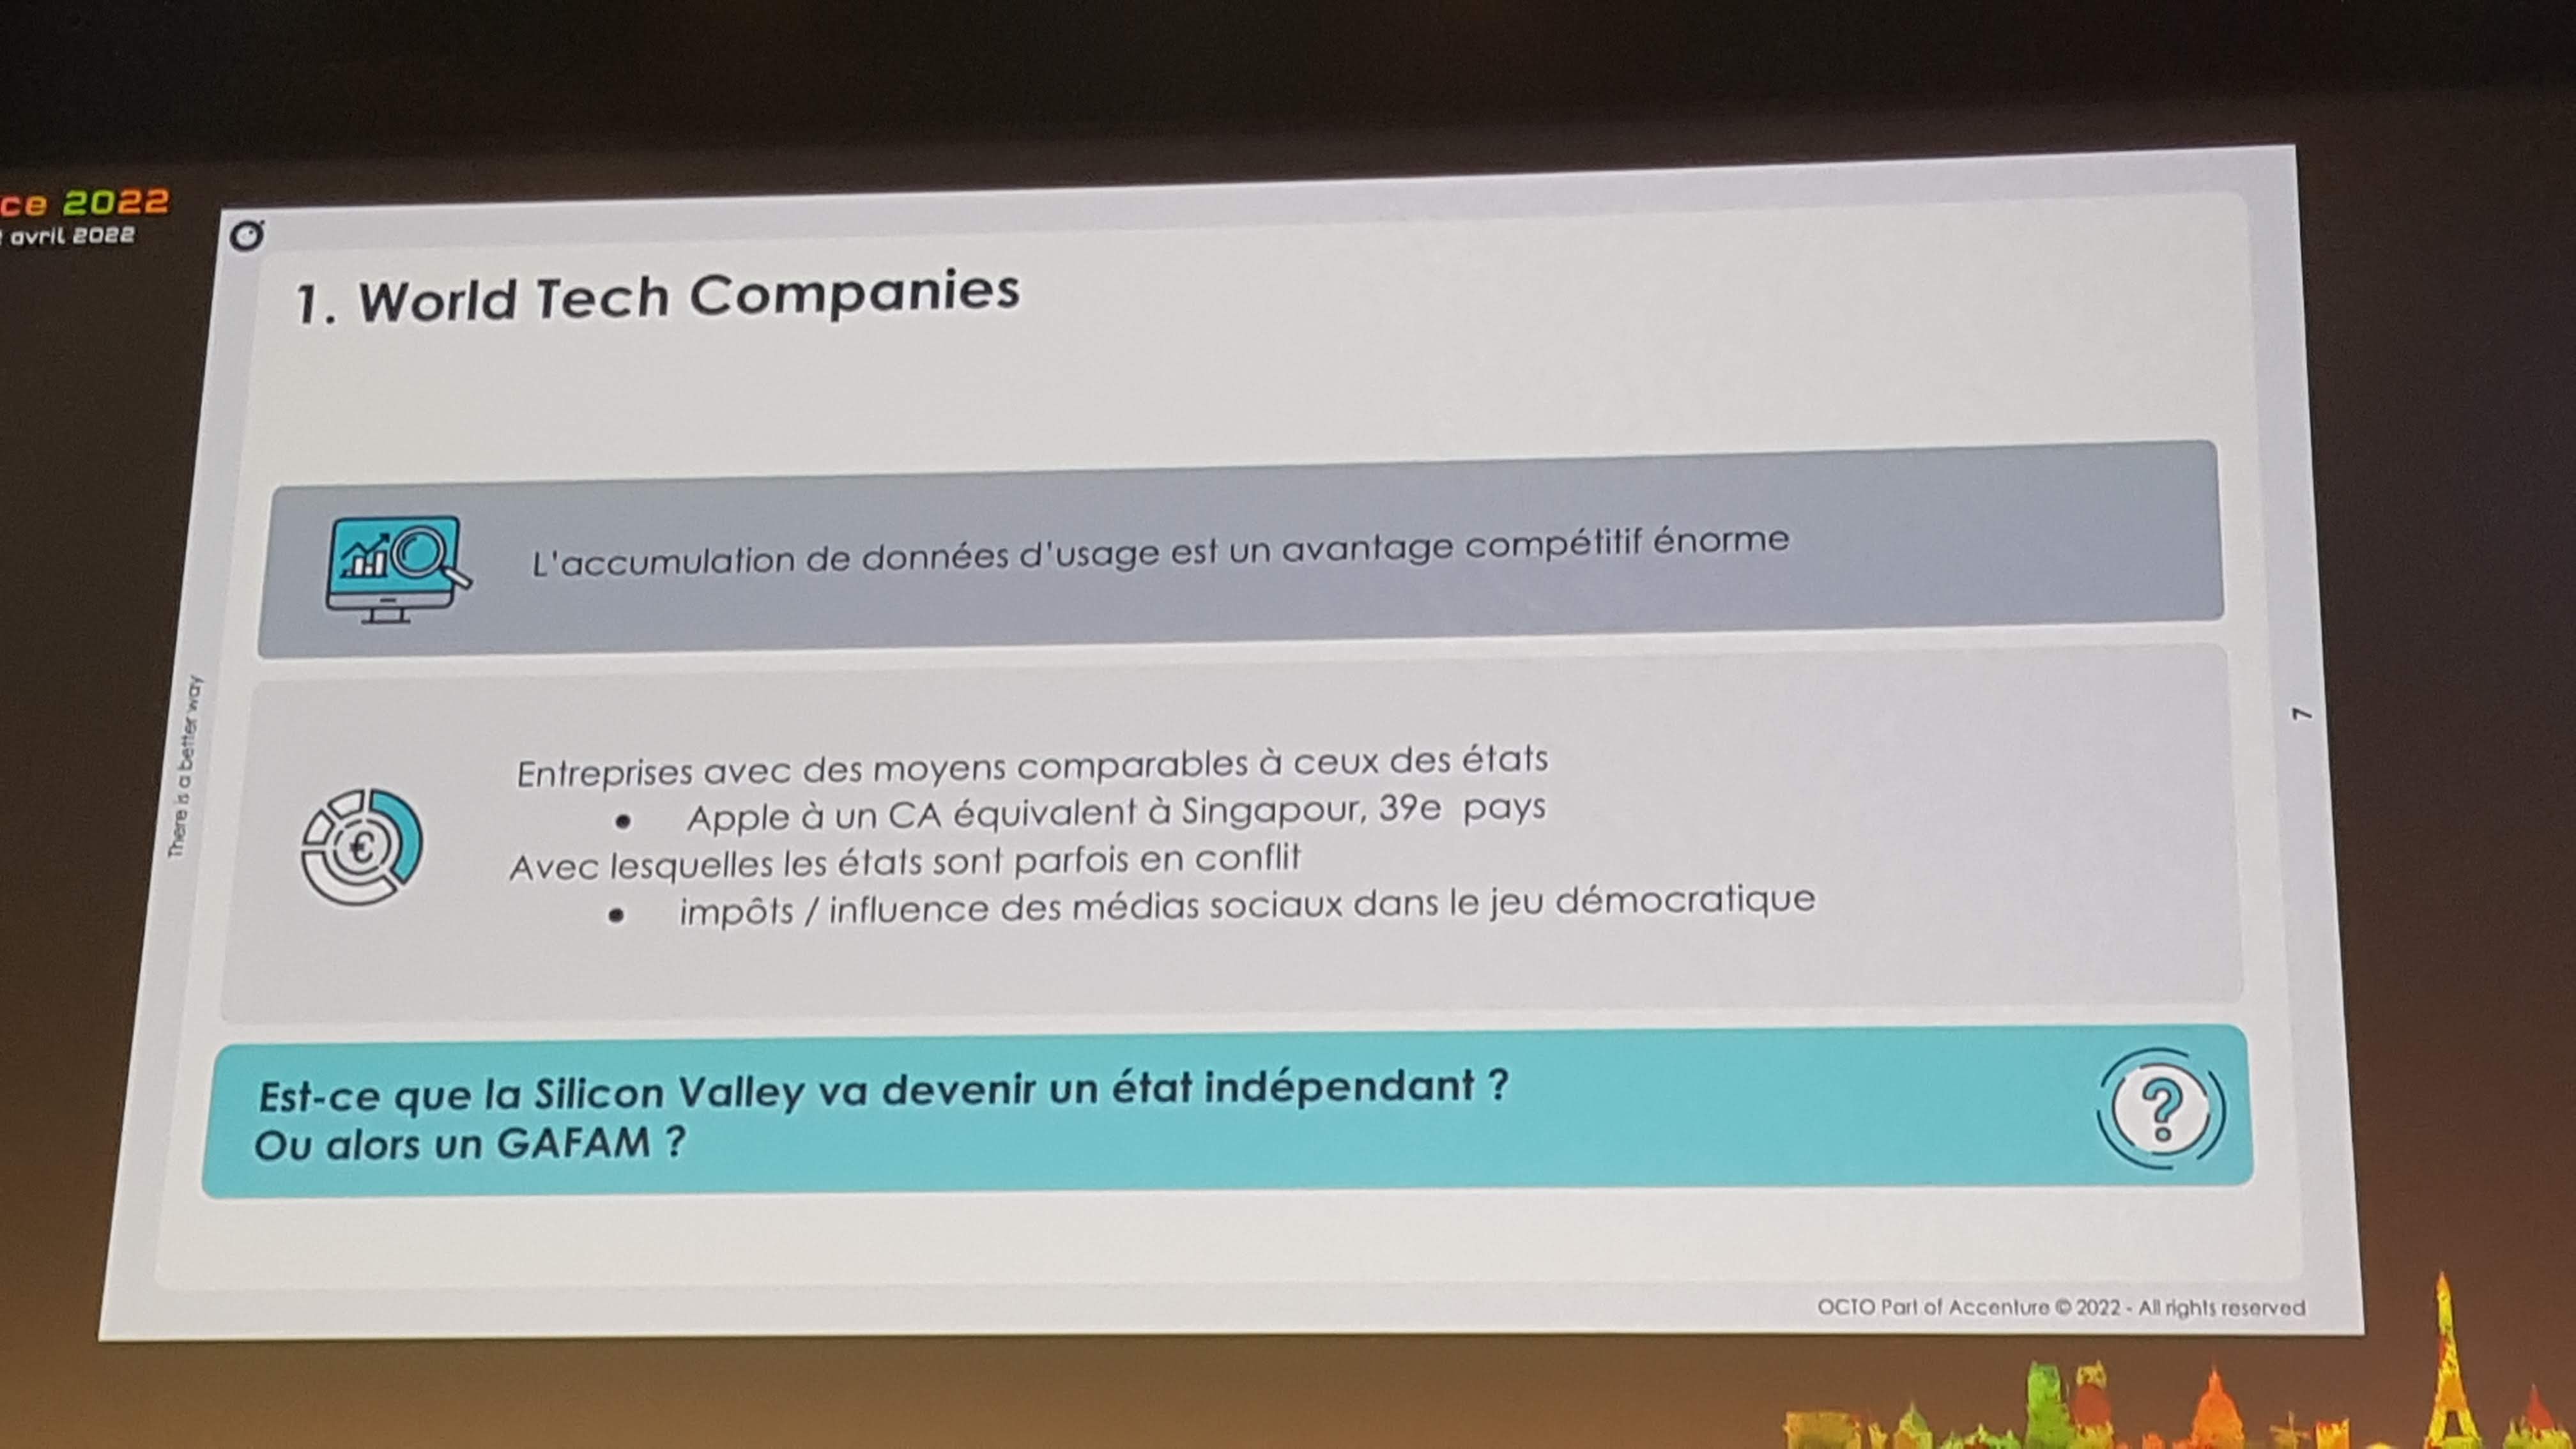 ce 2022
avril 2022
1. World Tech Companies
L'accumulation de données d'usage est un avantage compétitif énorme
There is a better way
7
Entreprises avec des moyens comparables à ceux des états
• Apple à un CA équivalent à Singapour, 39e pays
Avec lesquelles les états sont parfois en conflit
• impôts / influence des médias sociaux dans le jeu démocratique
€
Est-ce que la Silicon Valley va devenir un état indépendant ?
Ou alors un GAFAM ?
?
OCTO Part of Accenture © 2022 - All rights reserved